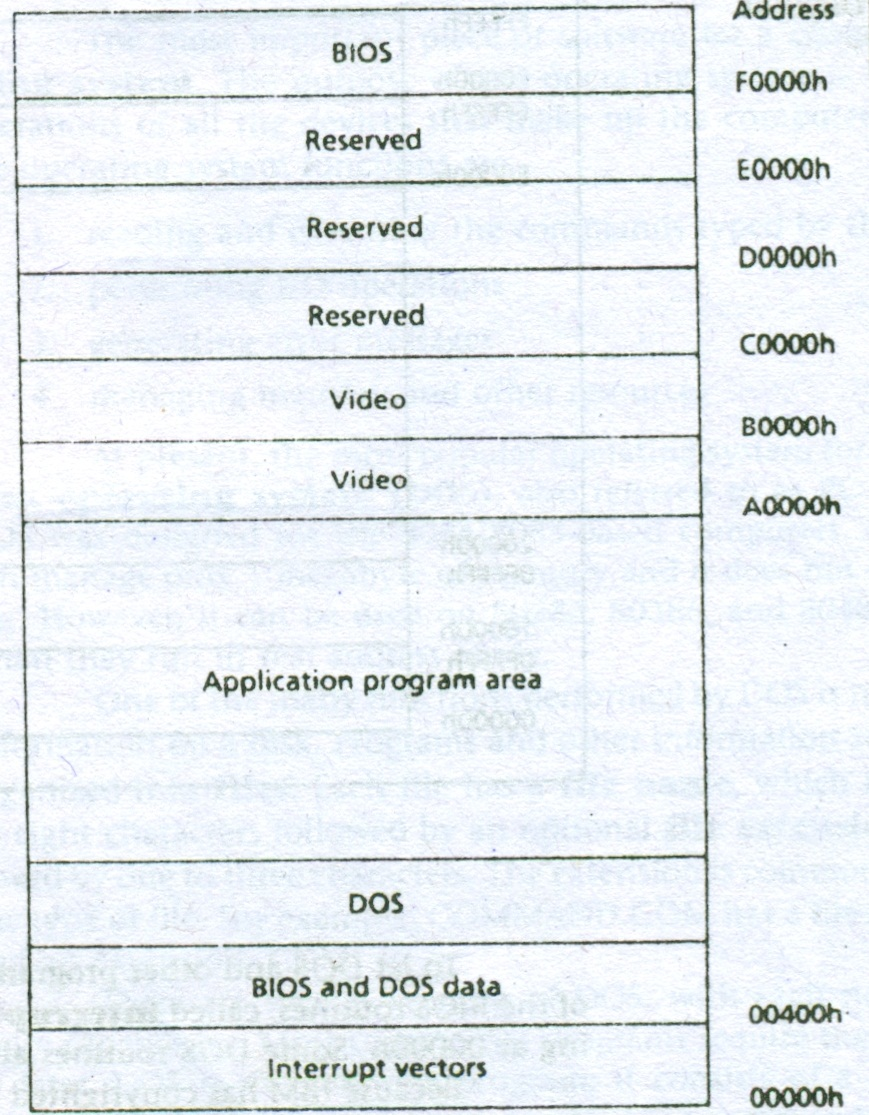 Address
BIOS
F0000h
Reserved
E0000h
Reserved
D0000h
Reserved
C0000h
Video
B0000h
Video
A0000h
Application program area
DOS
BIOS and DOS data
00400h
Interrupt vectors
00000h